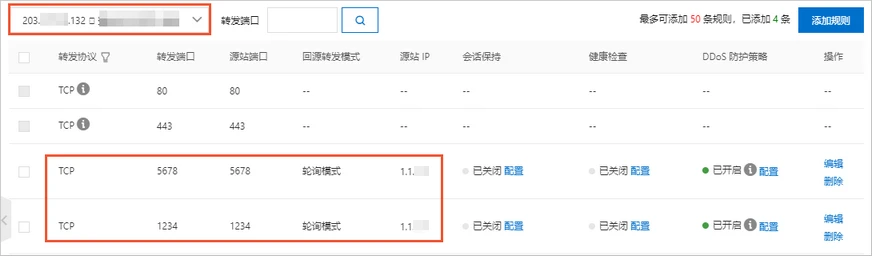 203. .132
转发端口
最多可添加 50 条规则，已添加 4 条 添加规则
转发协议 转发端口 源站端口 回源转发模式 源站 IP 会话保持 健康检查 DDoS 防护策略 操作
TCP 80 80 -- -- -- -- -- --
TCP 443 443 -- -- -- -- -- --
TCP 5678 5678 轮询模式 1.1. 已关闭 配置 已关闭 配置 已开启 配置 编辑
删除
TCP 1234 1234 轮询模式 1.1. 已关闭 配置 已关闭 配置 已开启 配置 编辑
删除